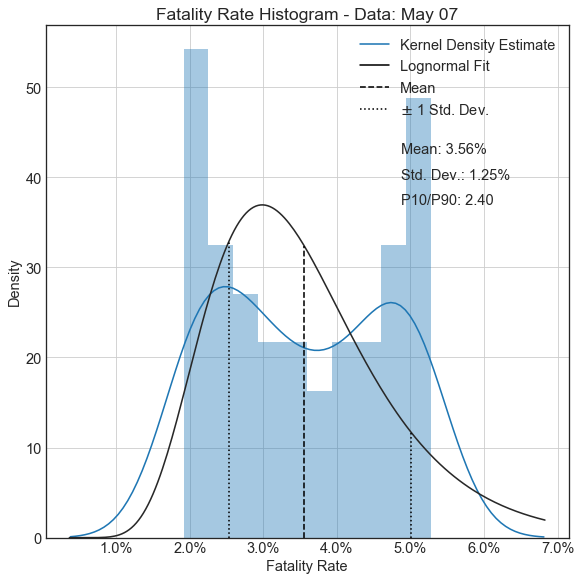 Fatality Rate Histogram - Data: May 07
Kernel Density Estimate
Lognormal Fit
Mean
± 1 Std. Dev.
Mean: 3.56%
Std. Dev.: 1.25%
P10/P90: 2.40
Density
50
40
30
20
10
0
1.0% 2.0% 3.0% 4.0% 5.0% 6.0% 7.0%
Fatality Rate